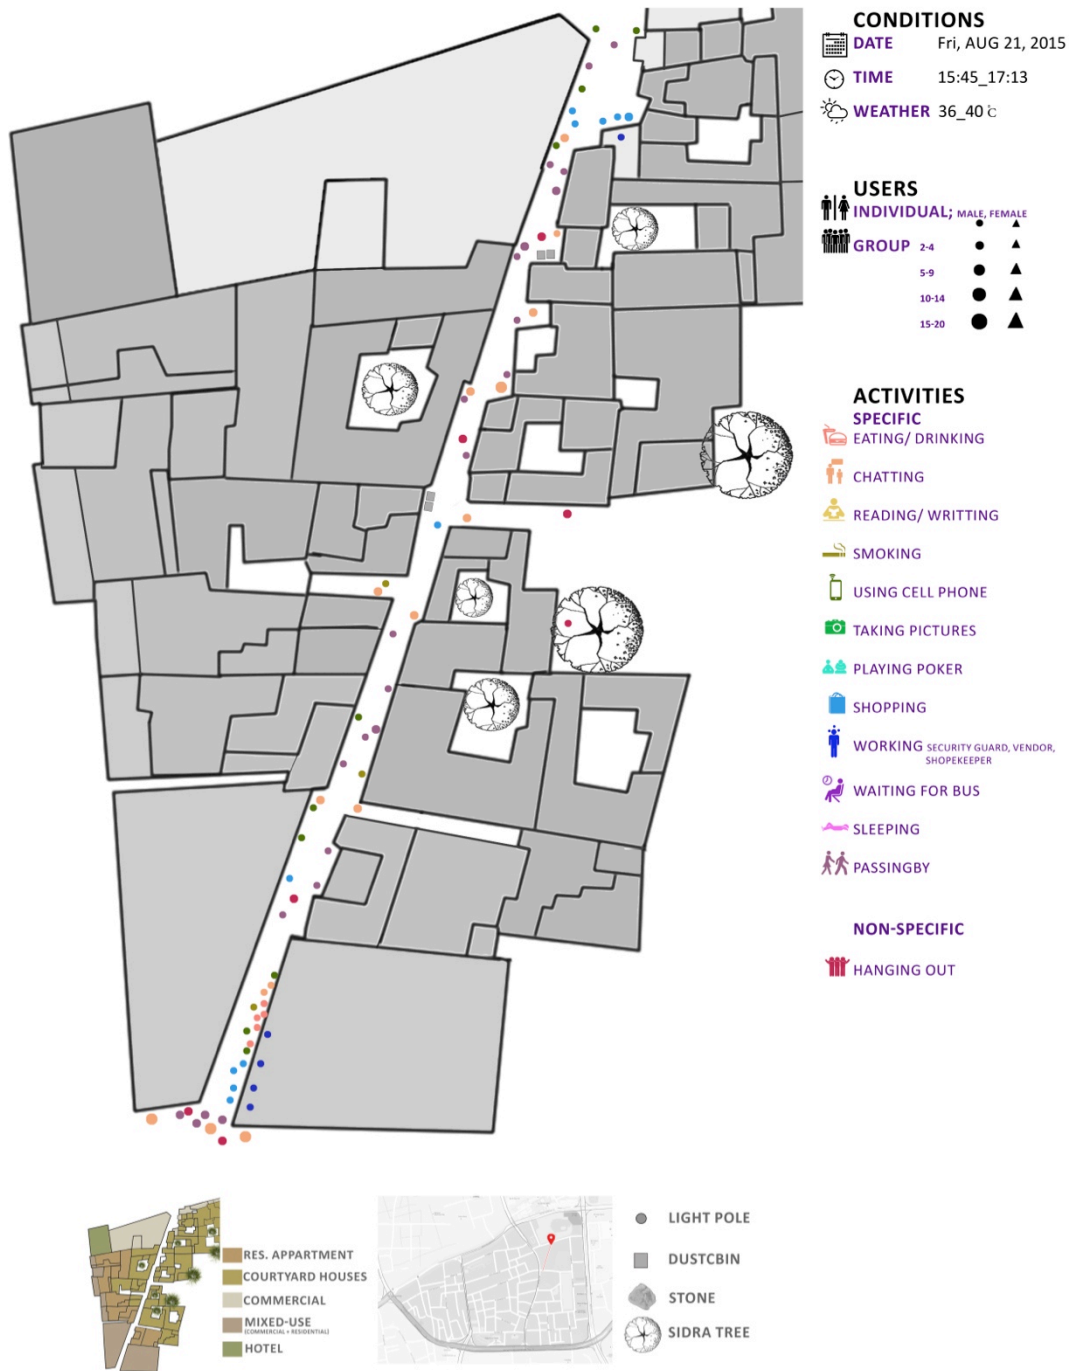 CONDITIONS
DATE Fri, AUG 21, 2015
TIME 15:45_17:13
WEATHER 36_40 ℃
USERS
INDIVIDUAL; MALE, FEMALE
GROUP 2-4
5-9
10-14
15-20
ACTIVITIES
SPECIFIC
EATING/ DRINKING
CHATTING
READING/ WRITTING
SMOKING
USING CELL PHONE
TAKING PICTURES
PLAYING POKER
SHOPPING
WORKING SECURITY GUARD, VENDOR,
SHOPEKEEPER
WAITING FOR BUS
SLEEPING
PASSINGBY
NON-SPECIFIC
HANGING OUT
RES. APPARTMENT
COURTYARD HOUSES
COMMERCIAL
MIXED-USE
(COMMERCIAL + RESIDENTIAL)
HOTEL
LIGHT POLE
DUSTCBIN
STONE
SIDRA TREE